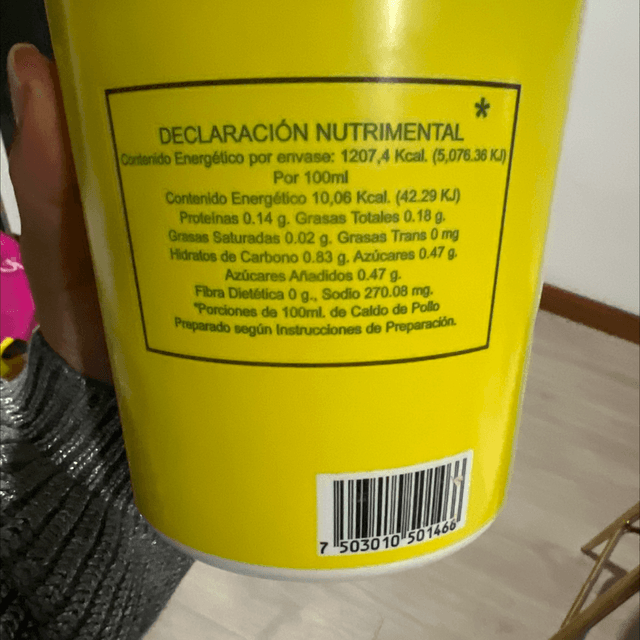 *
DECLARACIÓN NUTRIMENTAL
Contenido Energético por envase: 1207,4 Kcal. (5,076.36 KJ)
Por 100ml
Contenido Energético 10,06 Kcal. (42.29 KJ)
Proteínas 0.14 g. Grasas Totales 0.18 g.
Grasas Saturadas 0.02 g. Grasas Trans 0 mg
Hidratos de Carbono 0.83 g. Azúcares 0.47 g.
Azúcares Añadidos 0.47 g.
Fibra Dietética 0 g., Sodio 270.08 mg.
*Porciones de 100ml. de Caldo de Pollo
Preparado según Instrucciones de Preparación.
7 503010 501466